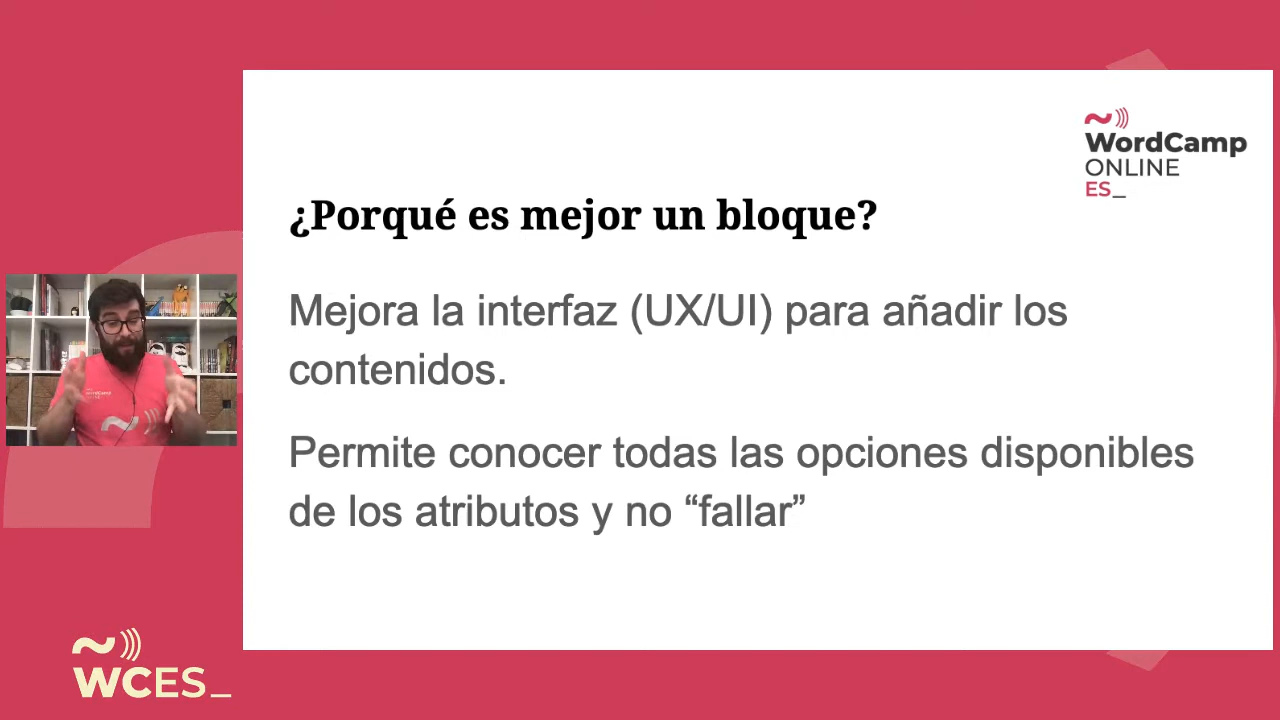 WordCamp
ONLINE
ES_
¿Porqué es mejor un bloque?
Mejora la interfaz (UX/UI) para añadir los
contenidos.
Permite conocer todas las opciones disponibles
de los atributos y no “fallar”
WCES_